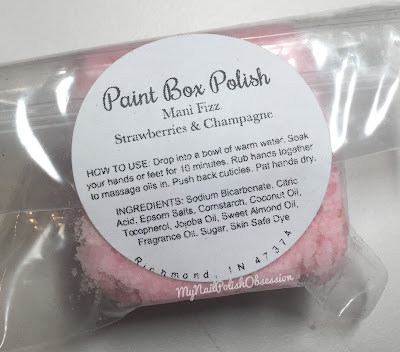 Paint Box Polish
Mani Fizz
Strawberries & Champagne
HOW TO USE: Drop into a bowl of warm water. Soak
your hands or feet for 10 minutes. Rub hands together
to massage oils in. Push back cuticles. Pat hands dry.
INGREDIENTS: Sodium Bicarbonate, Citric
Acid, Epsom Salts, Cornstarch, Coconut Oil,
Tocopherol, Jojoba Oil, Sweet Almond Oil,
Fragrance Oil, Sugar, Skin Safe Dye
Richmond, IN 47374
MyNailPolishObsession